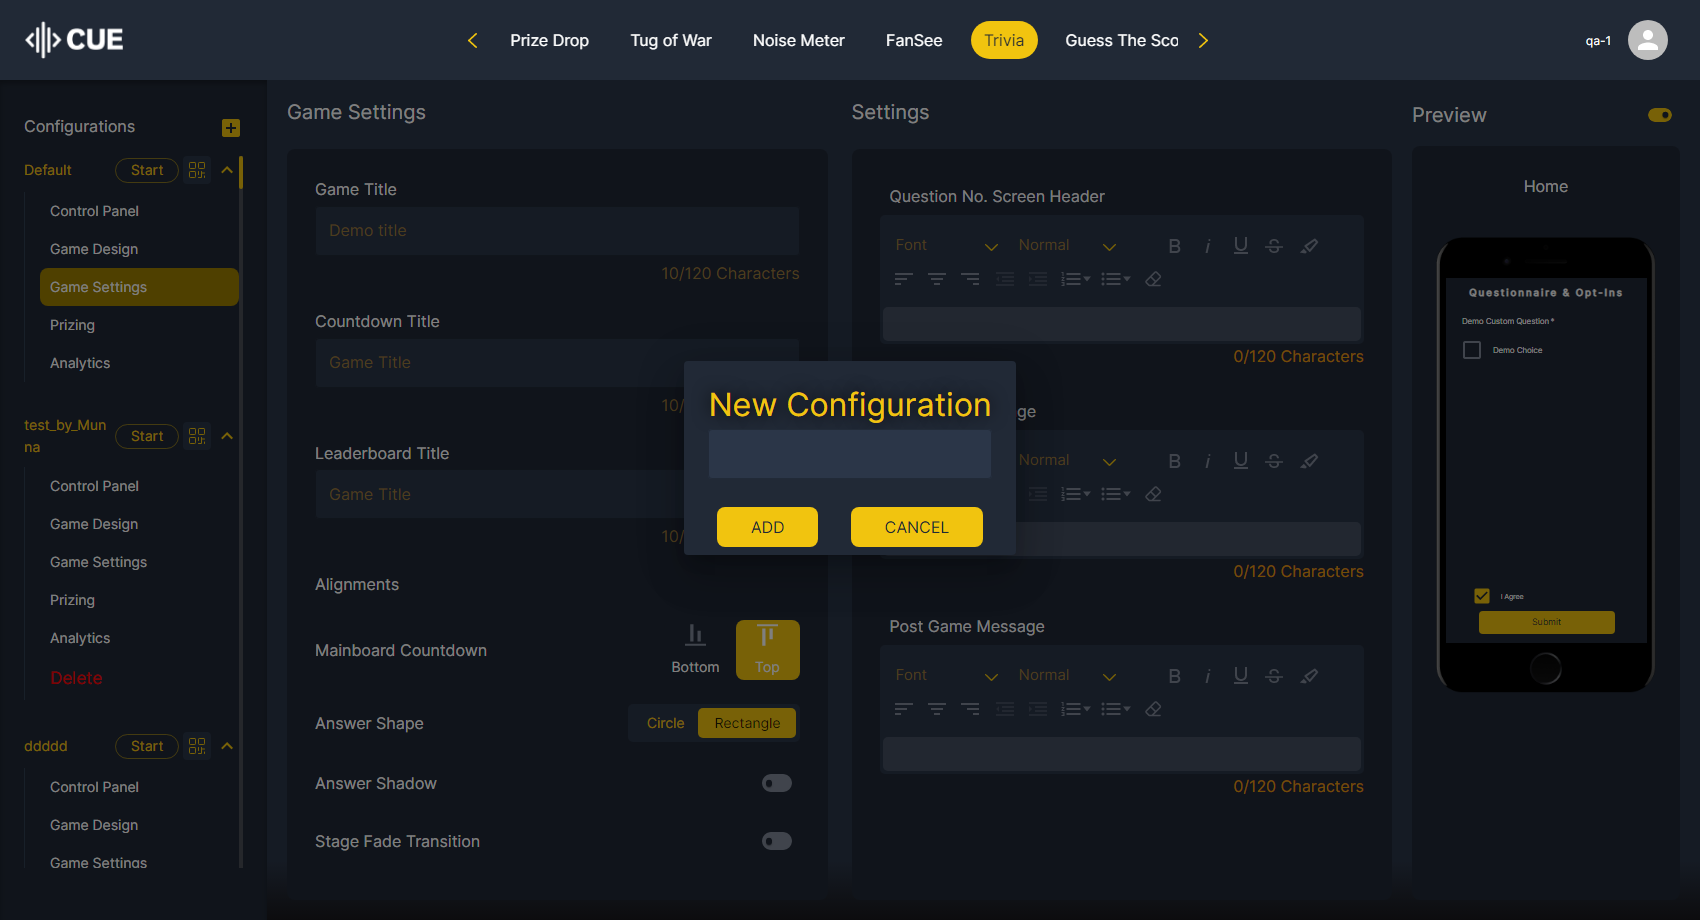 CUE
Prize Drop
Tug of War
Noise Meter
FanSee
Trivia
Guess The Sco
qa-1
Configurations
Default
Start
Control Panel
Game Design
Game Settings
Prizing
Analytics
test_by_Mun
na
Start
Control Panel
Game Design
Game Settings
Prizing
Analytics
Delete
ddddd
Start
Control Panel
Game Design
Game Settings
Game Settings
Game Title
Demo title
10/120 Characters
Countdown Title
Game Title
10/
Leaderboard Title
Game Title
10/
Alignments
Mainboard Countdown
Bottom
Top
Answer Shape
Circle
Rectangle
Answer Shadow
Stage Fade Transition
New Configuration
ADD
CANCEL
Settings
Question No. Screen Header
Font
Normal
0/120 Characters
ge
Normal
0/120 Characters
Post Game Message
Font
Normal
0/120 Characters
Preview
Home
Questionnaire & Opt-Ins
Demo Custom Question *
Demo Choice
I Agree
Submit